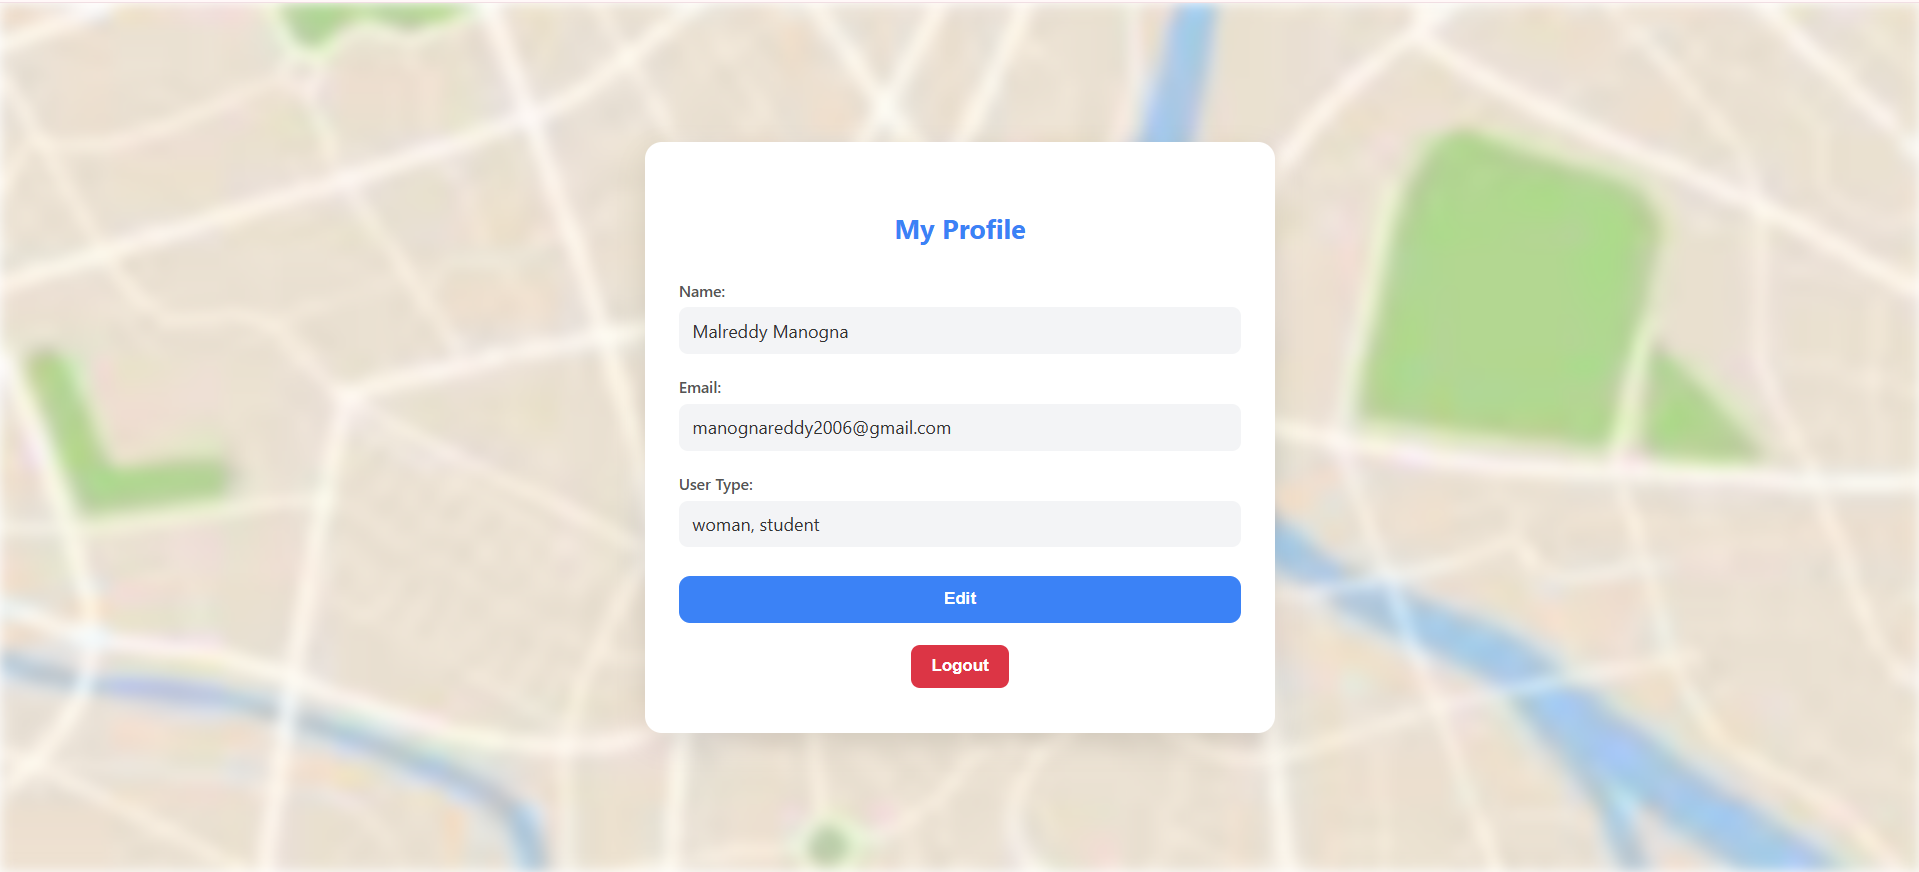 My Profile
Name:
Malreddy Manogna
Email:
manognareddy2006@gmail.com
User Type:
woman, student
Edit
Logout